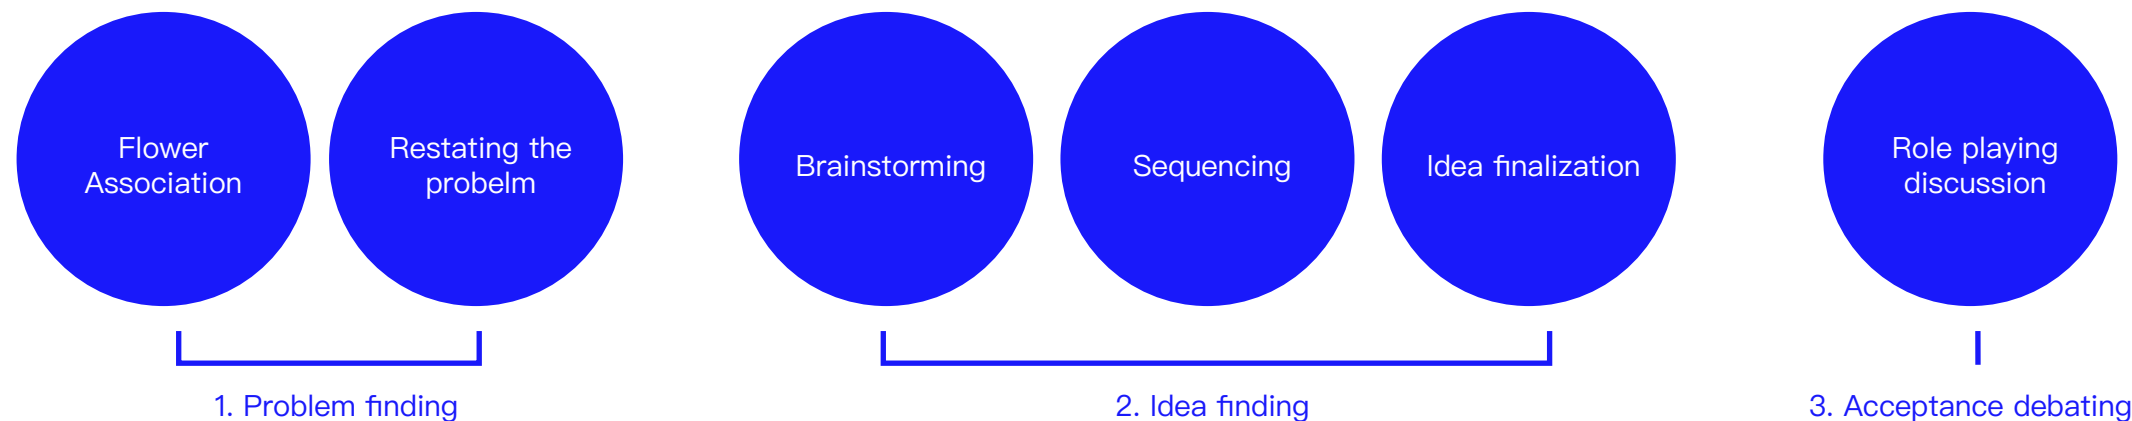 Flower
Association
Restating the
probelm
Brainstorming
Sequencing
Idea finalization
Role playing
discussion
1. Problem finding
2. Idea finding
3. Acceptance debating